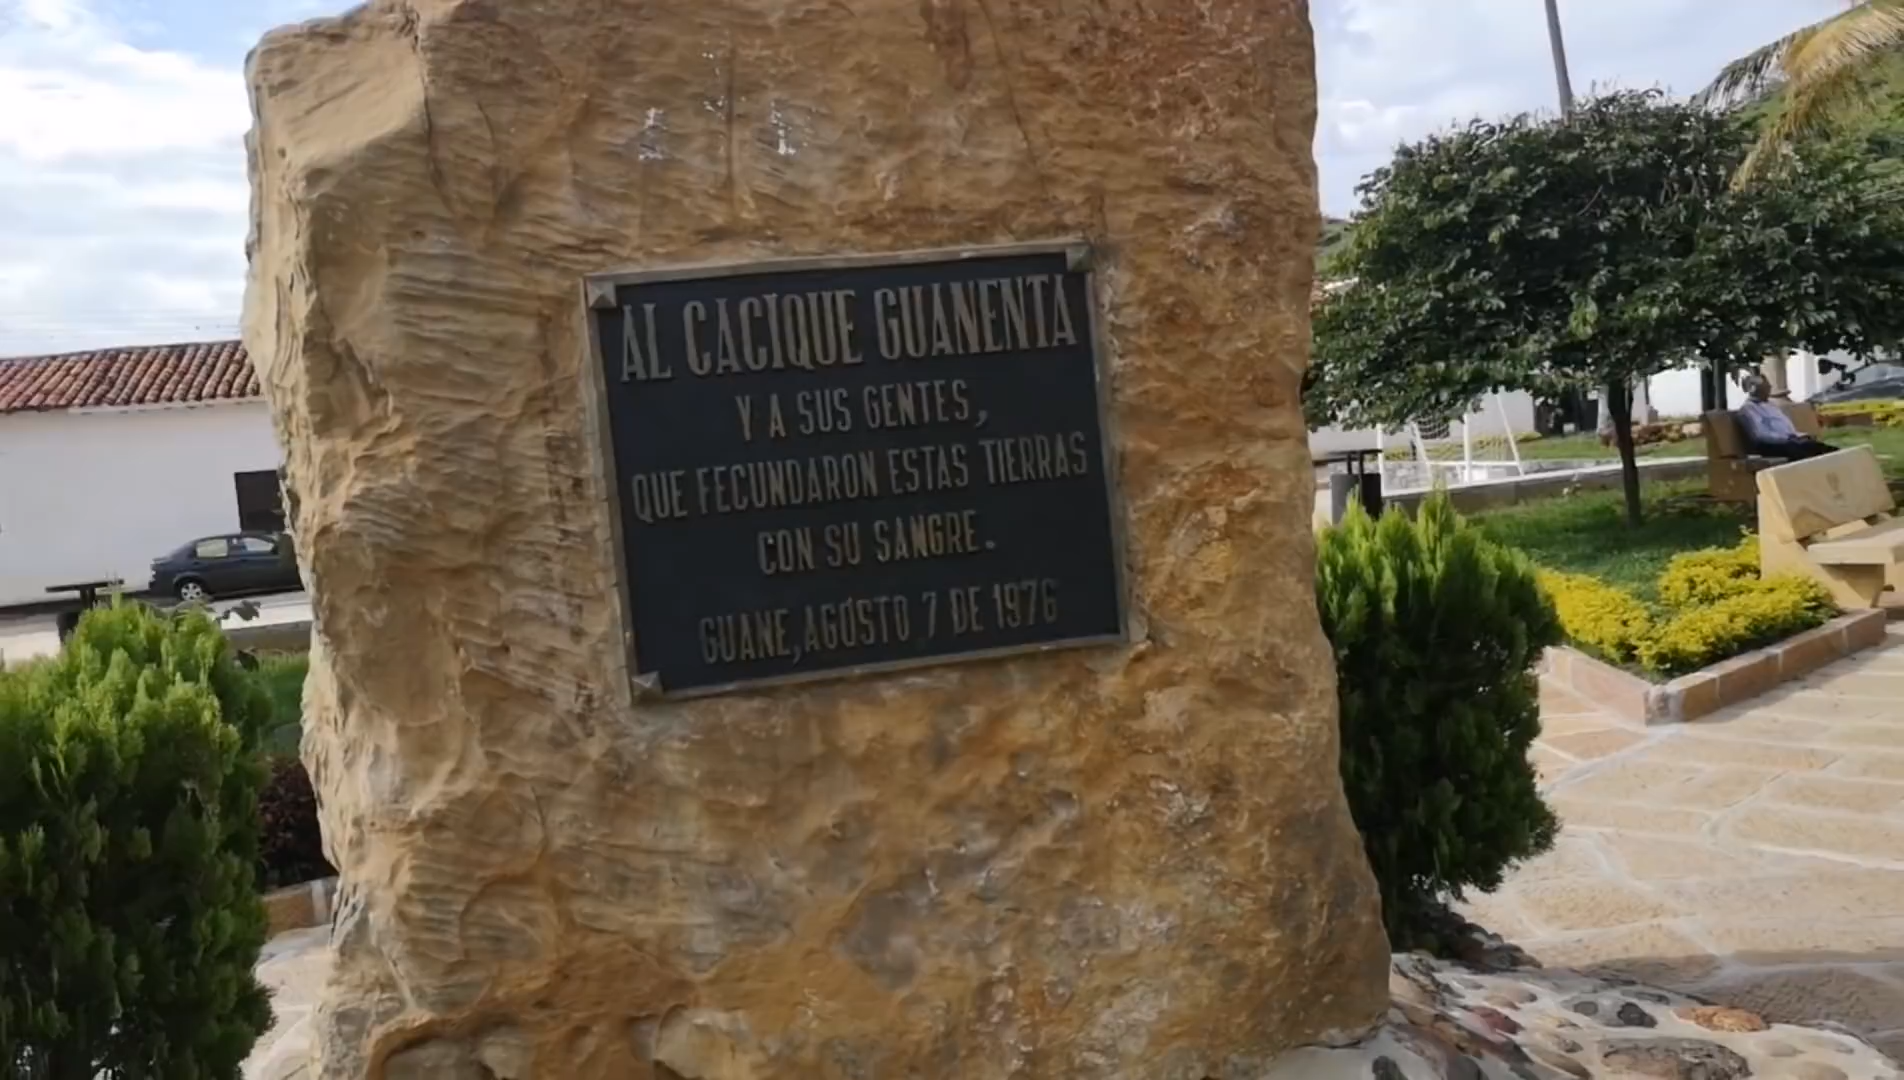 AL CACIQUE GUANENTA
Y A SUS GENTES,
QUE FECUNDARON ESTAS TIERRAS
CON SU SANGRE.
GUANE, AGOSTO 7 DE 1976